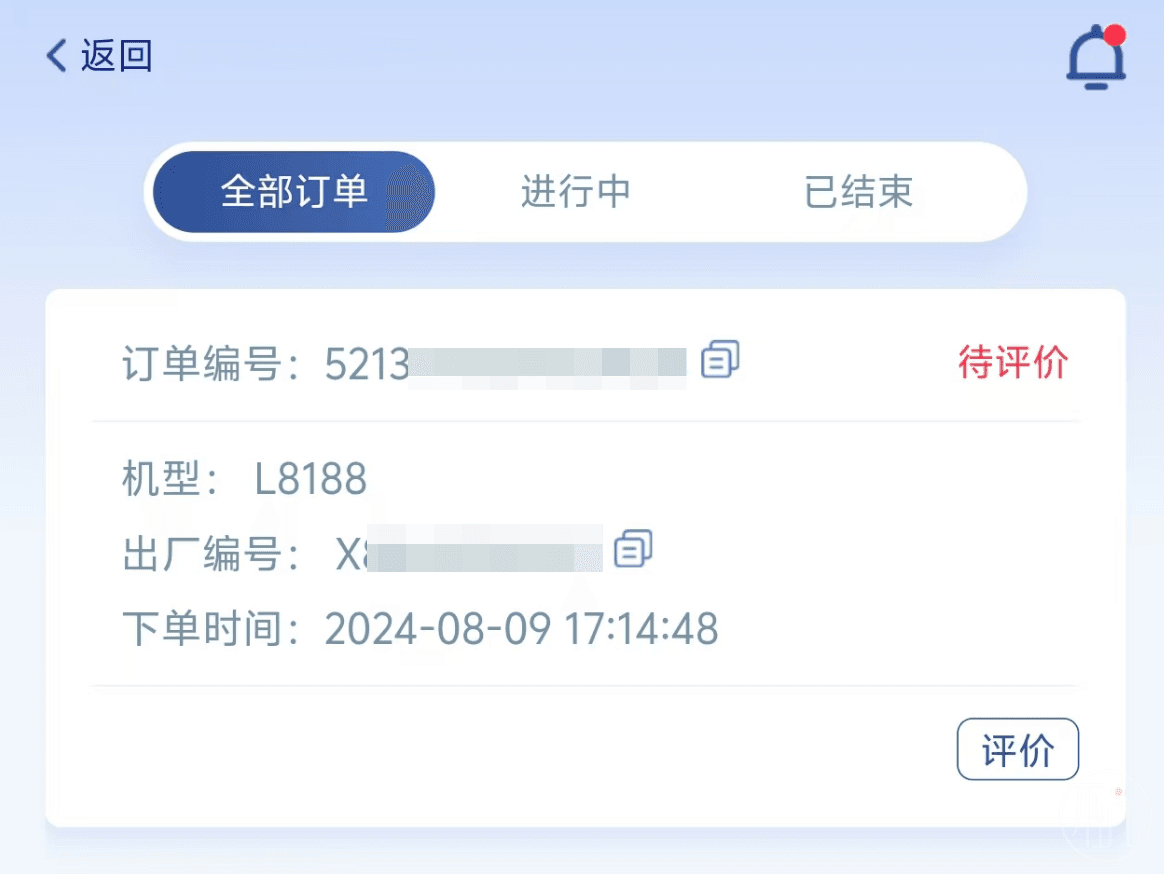 返回
全部订单 进行中 已结束
订单编号：5213 待评价
机型： L8188
出厂编号： X8
下单时间：2024-08-09 17:14:48
评价